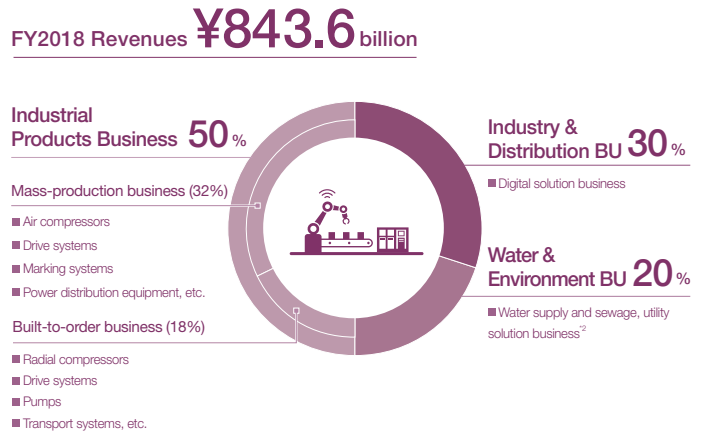 FY2018 Revenues ¥843.6 billion
Industrial
Products Business 50%
Mass-production business (32%)
■ Air compressors
■ Drive systems
■ Marking systems
■ Power distribution equipment, etc.
Built-to-order business (18%)
■ Radial compressors
■ Drive systems
■ Pumps
■ Transport systems, etc.
Industry &
Distribution BU 30%
■ Digital solution business
Water &
Environment BU 20%
■ Water supply and sewage, utility
solution business*2